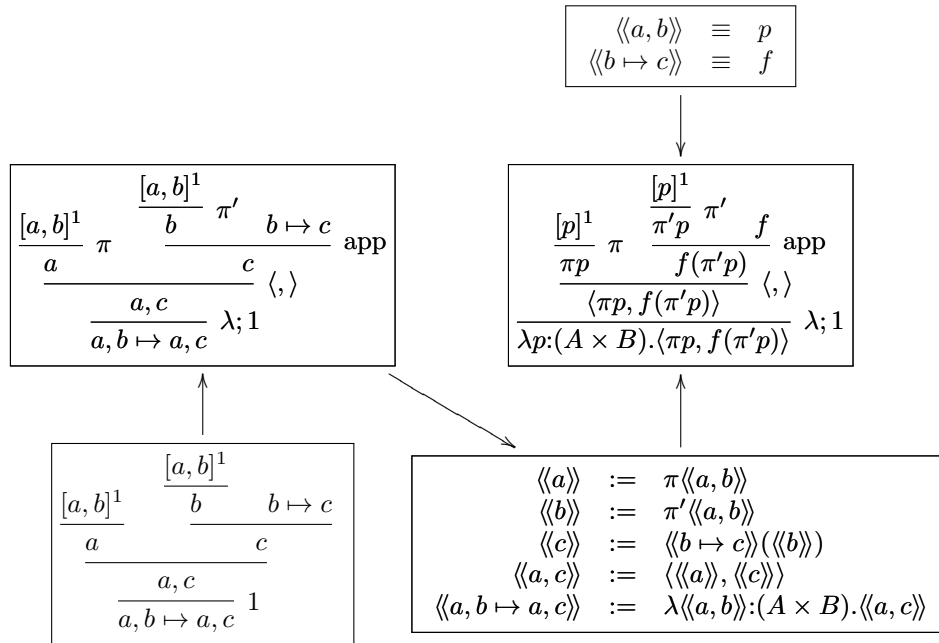 ⟪a, b⟫ ≡ p
⟪b ↦ c⟫ ≡ f
[a, b]¹
[a, b]¹ π′
b b ↦ c
π app
a c
⟨, ⟩
a, c
λ; 1
a, b ↦ a, c
[p]¹
[p]¹ π′
π′p f
π app
πp f(π′p)
⟨, ⟩
⟨πp, f(π′p)⟩
λ; 1
λp:(A × B).⟨πp, f(π′p)⟩
[a, b]¹
[a, b]¹ b b ↦ c
a c
a, c
1
a, b ↦ a, c
⟪a⟫ := π⟪a, b⟫
⟪b⟫ := π′⟪a, b⟫
⟪c⟫ := ⟪b ↦ c⟫(⟪b⟫)
⟪a, c⟫ := ⟨⟪a⟫, ⟪c⟫⟩
⟪a, b ↦ a, c⟫ := λ⟪a, b⟫:(A × B).⟪a, c⟫